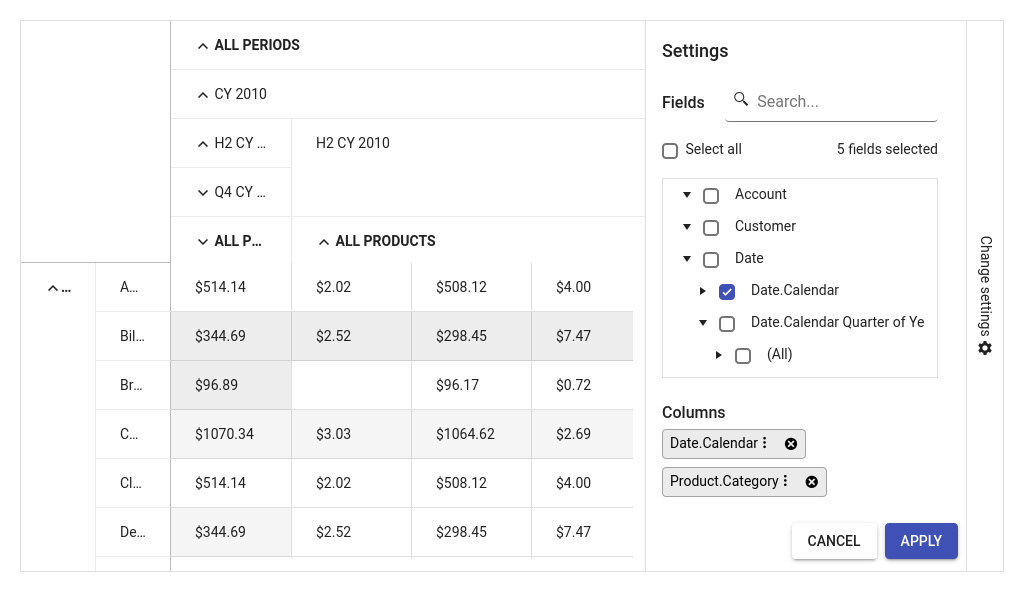 ALL PERIODS
CY 2010
H2 CY ...
H2 CY 2010
Q4 CY ...
ALL P...
ALL PRODUCTS
...
A...
$514.14
$2.02
$508.12
$4.00
Bil...
$344.69
$2.52
$298.45
$7.47
Br...
$96.89
$96.17
$0.72
C...
$1070.34
$3.03
$1064.62
$2.69
Cl...
$514.14
$2.02
$508.12
$4.00
De...
$344.69
$2.52
$298.45
$7.47
Settings
Fields
Search...
Select all
5 fields selected
Account
Customer
Date
Date.Calendar
Date.Calendar Quarter of Ye
(All)
Columns
Date.Calendar
Product.Category
CANCEL
APPLY
Change settings